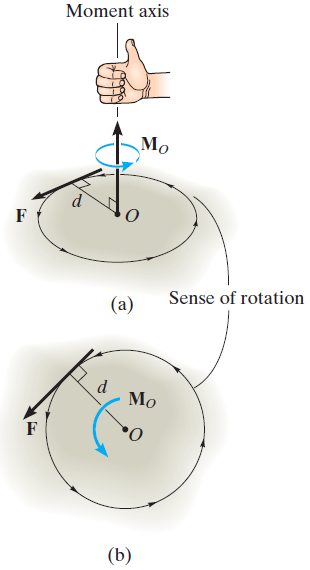 Moment axis
M_O
d
F
O
(a)
Sense of rotation
d
M_O
F
O
(b)